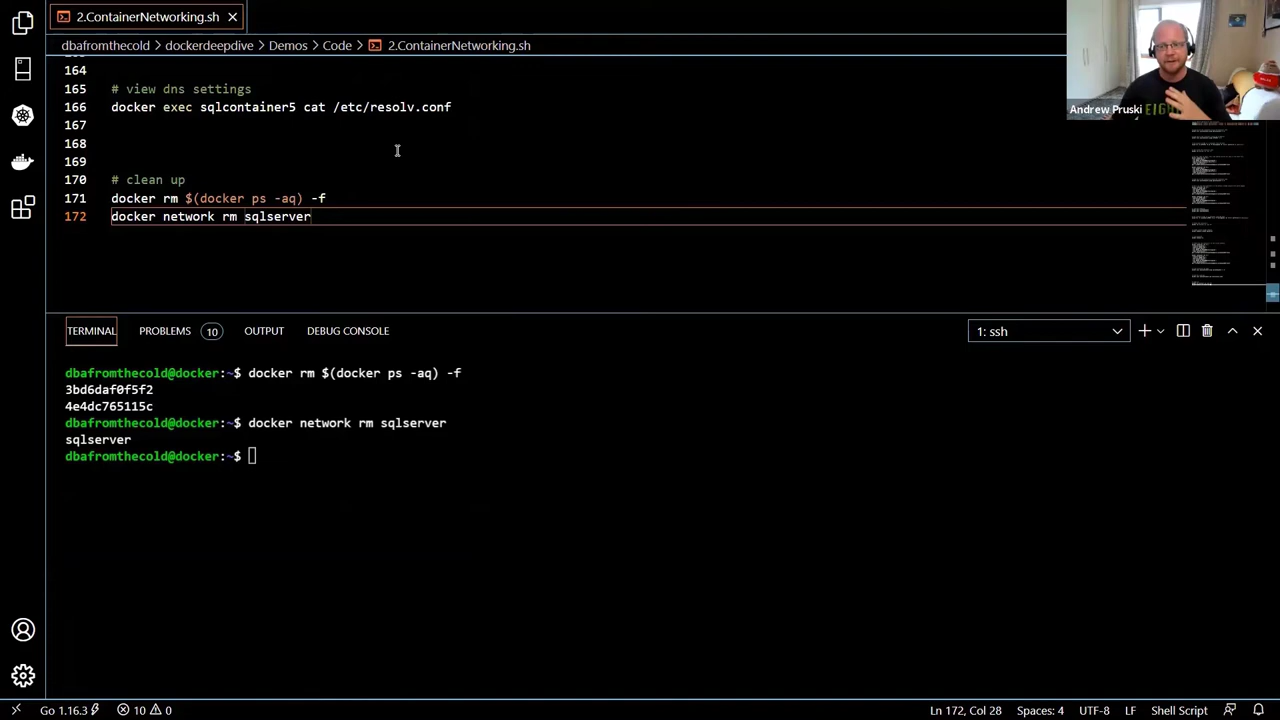 2.ContainerNetworking.sh
dbafromthecold > dockerdeepdive > Demos > Code > 2.ContainerNetworking.sh
Andrew Pruski
164
165 # view dns settings
166 docker exec sqlcontainer5 cat /etc/resolv.conf
167
168
169
170 # clean up
171 docker rm $(docker ps -aq) -f
172 docker network rm sqlserver
TERMINAL PROBLEMS 10 OUTPUT DEBUG CONSOLE 1: ssh
dbafromthecold@docker:~$ docker rm $(docker ps -aq) -f
3bd6daf0f5f2
4e4dc765115c
dbafromthecold@docker:~$ docker network rm sqlserver
sqlserver
dbafromthecold@docker:~$
Go 1.16.3 10 0 Ln 172, Col 28 Spaces: 4 UTF-8 LF Shell Script